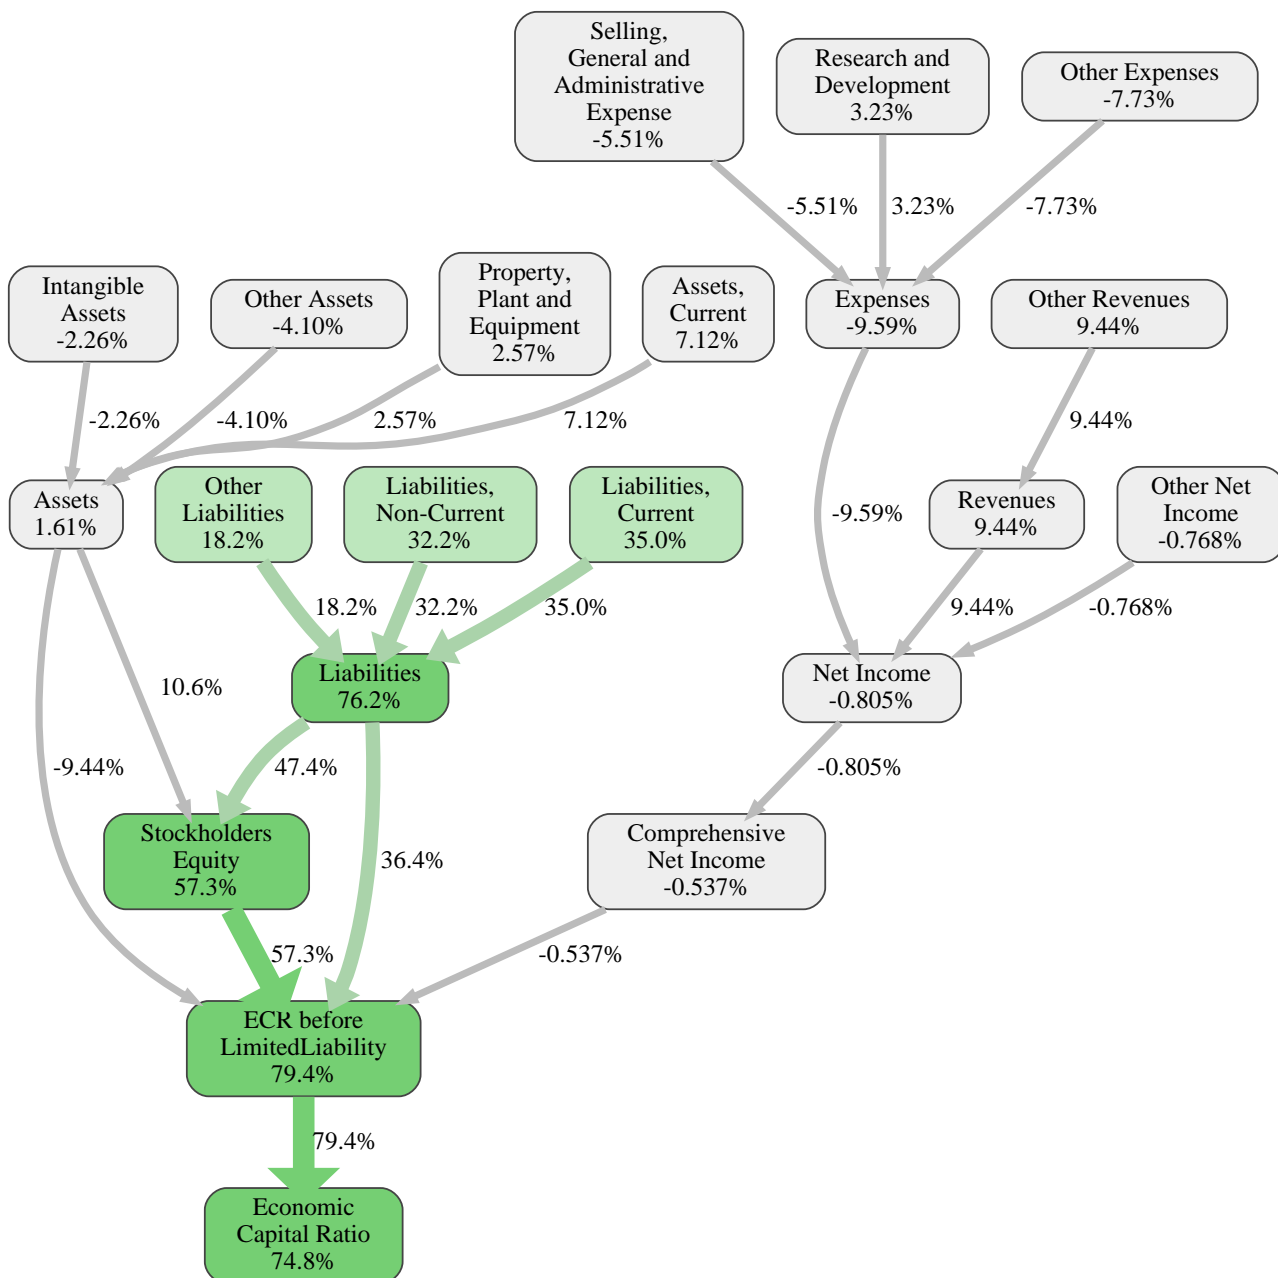 Selling,
General and
Administrative
Expense
-5.51%
Research and
Development
3.23%
Other Expenses
-7.73%
-5.51%
3.23%
-7.73%
Intangible
Assets
-2.26%
Other Assets
-4.10%
Property,
Plant and
Equipment
2.57%
Assets,
Current
7.12%
Expenses
-9.59%
Other Revenues
9.44%
-2.26%
-4.10%
2.57%
7.12%
9.44%
Assets
1.61%
Other
Liabilities
18.2%
Liabilities,
Non-Current
32.2%
Liabilities,
Current
35.0%
-9.59%
Revenues
9.44%
Other Net
Income
-0.768%
18.2%
32.2%
35.0%
9.44%
-0.768%
10.6%
Liabilities
76.2%
Net Income
-0.805%
-9.44%
47.4%
-0.805%
Stockholders
Equity
57.3%
36.4%
Comprehensive
Net Income
-0.537%
57.3%
-0.537%
ECR before
LimitedLiability
79.4%
79.4%
Economic
Capital Ratio
74.8%